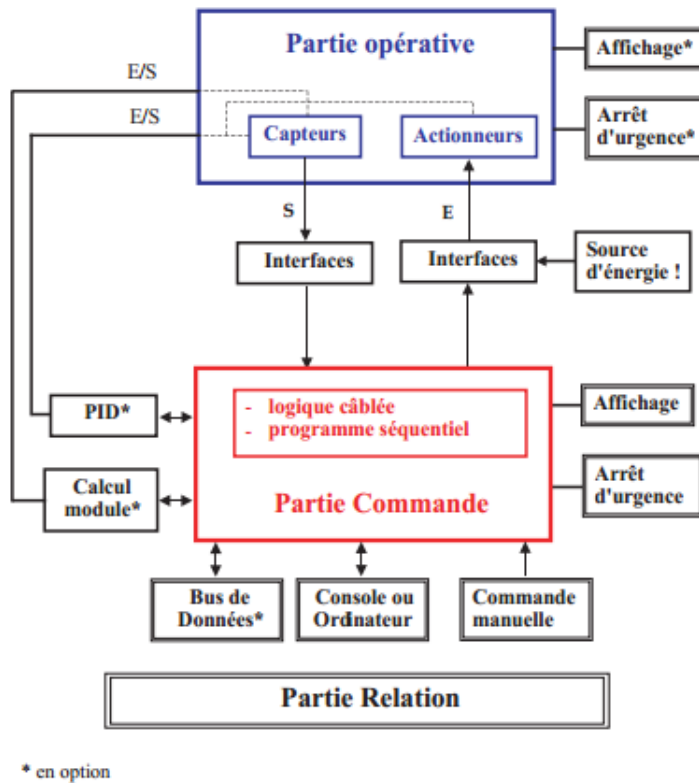 Partie opérative
Affichage*
E/S
E/S
Capteurs
Actionneurs
Arrêt
d'urgence*
S
E
Interfaces
Interfaces
Source
d'énergie !
- logique câblée
- programme séquentiel
Affichage
PID*
Calcul
module*
Partie Commande
Arrêt
d'urgence
Bus de
Données*
Console ou
Ordinateur
Commande
manuelle
Partie Relation
* en option